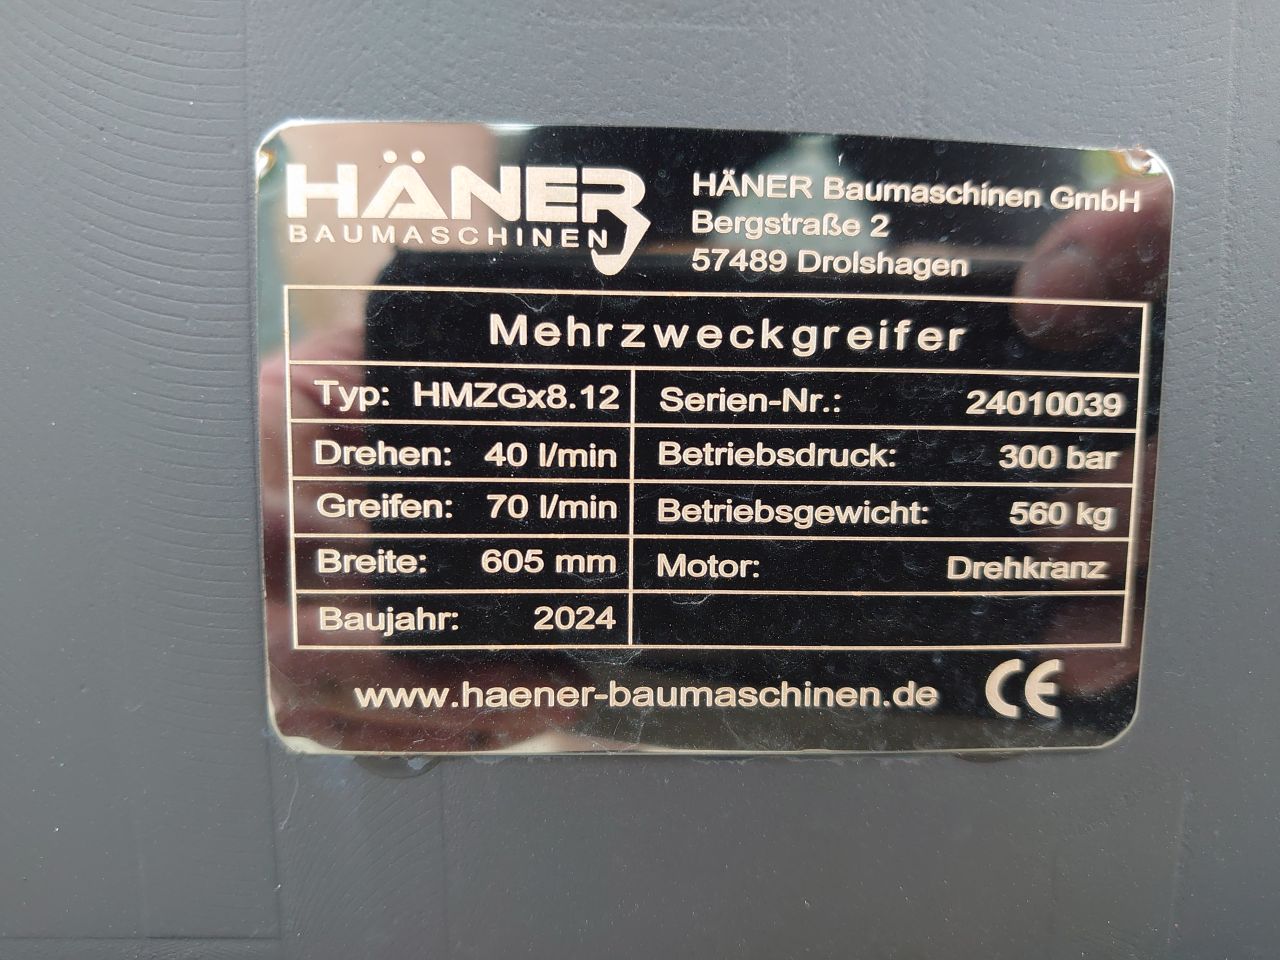 HÄNER
BAUMASCHINEN
HÄNER Baumaschinen GmbH
Bergstraße 2
57489 Drolshagen
Mehrzweckgreifer
Typ: HMZGx8.12 Serien-Nr.: 24010039
Drehen: 40 l/min Betriebsdruck: 300 bar
Greifen: 70 l/min Betriebsgewicht: 560 kg
Breite: 605 mm Motor: Drehkranz
Baujahr: 2024
www.haener-baumaschinen.de CE